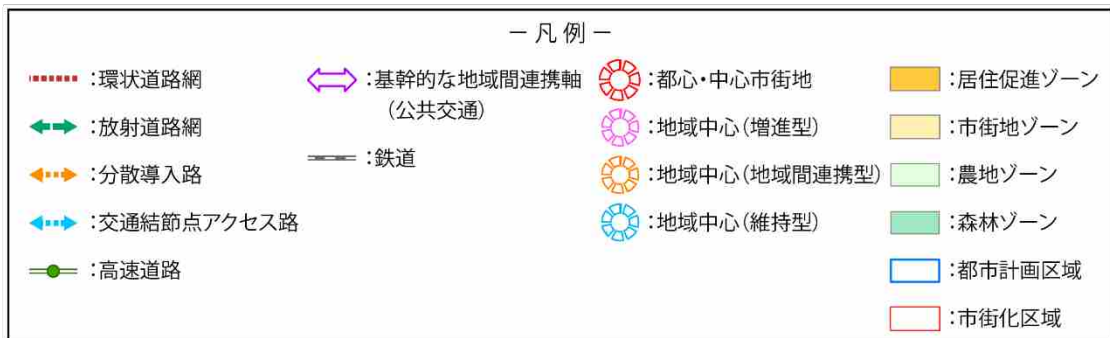 －凡例－
：環状道路網
：放射道路網
：分散導入路
：交通結節点アクセス路
：高速道路
：基幹的な地域間連携軸
（公共交通）
：鉄道
：都心・中心市街地
：地域中心（増進型）
：地域中心（地域間連携型）
：地域中心（維持型）
：居住促進ゾーン
：市街地ゾーン
：農地ゾーン
：森林ゾーン
：都市計画区域
：市街化区域